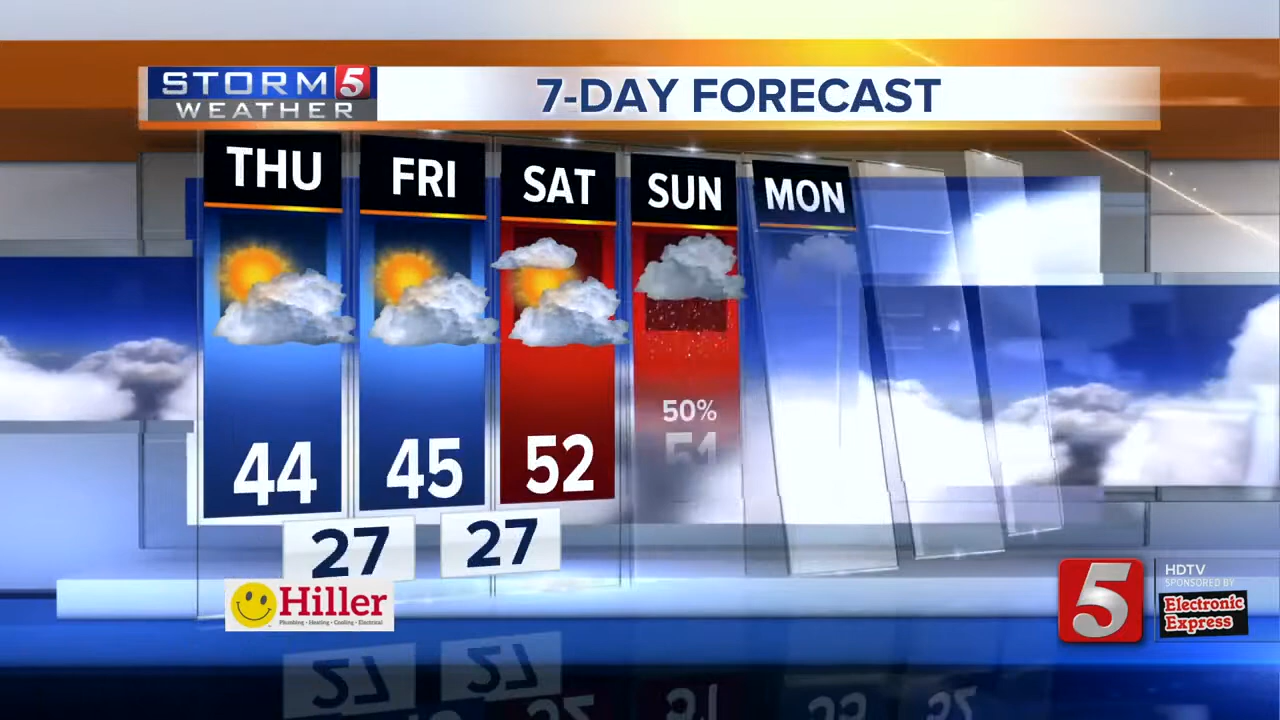 STORM 5
WEATHER
7-DAY FORECAST
THU
FRI
SAT
SUN
MON
50%
44
45
52
51
27
27
Hiller
Plumbing • Heating • Cooling • Electrical
5
HDTV
SPONSORED BY
Electronic
Express